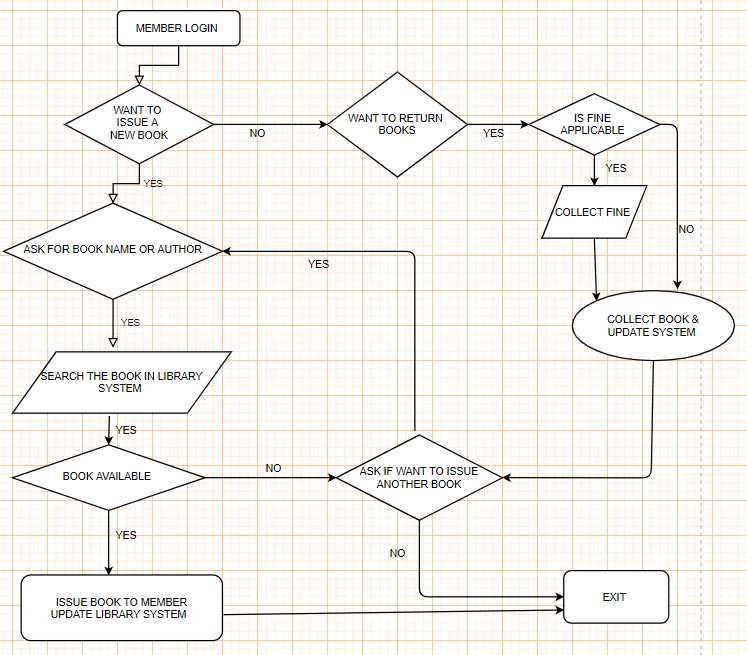 MEMBER LOGIN
WANT TO
ISSUE A
NEW BOOK
NO
WANT TO RETURN
BOOKS
YES
IS FINE
APPLICABLE
YES
COLLECT FINE
NO
YES
ASK FOR BOOK NAME OR AUTHOR
YES
COLLECT BOOK &
UPDATE SYSTEM
YES
SEARCH THE BOOK IN LIBRARY
SYSTEM
YES
BOOK AVAILABLE
NO
ASK IF WANT TO ISSUE
ANOTHER BOOK
YES
NO
ISSUE BOOK TO MEMBER
UPDATE LIBRARY SYSTEM
EXIT